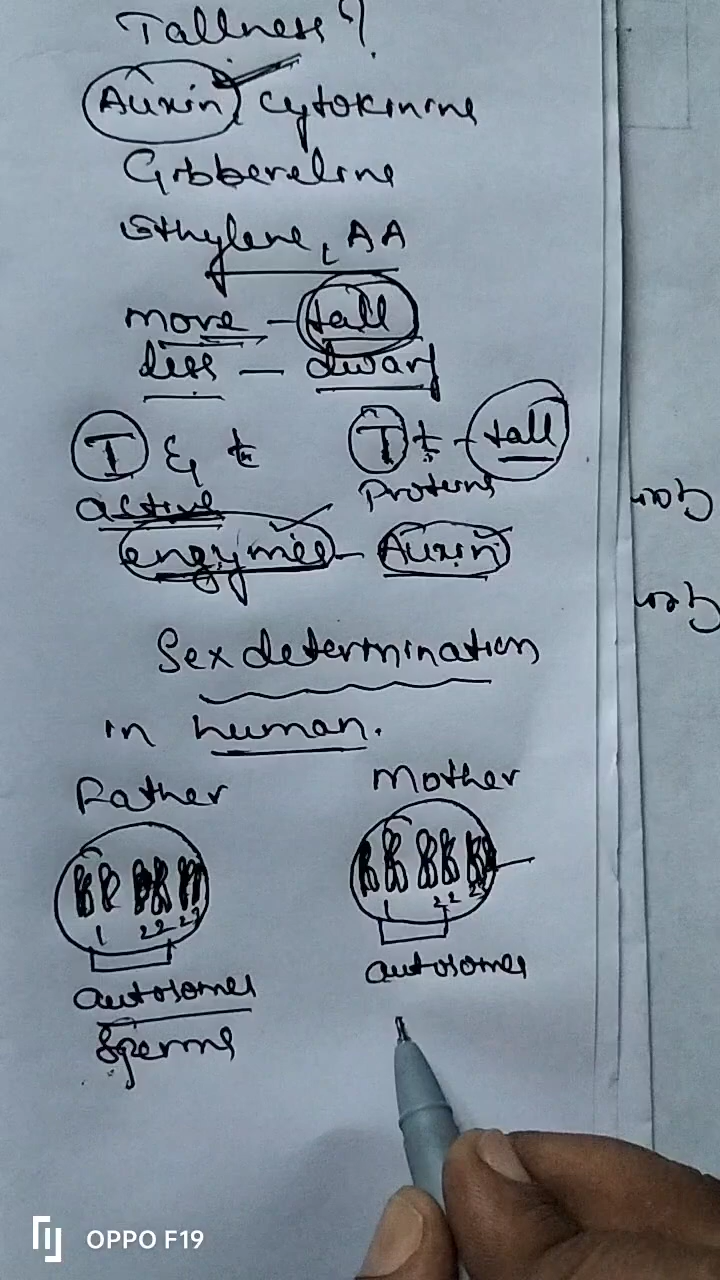 Tallness?
Auxin, Cytokinine
Gibbereline
Ethylene, AA
more - tall
less - dwarf
T & t Tt - tall
active Proteins
enzymes - Auxin
Sex determination
in human.
Father Mother
1 22 23 1 22 23
autosomes autosomes
Sperms
OPPO F19